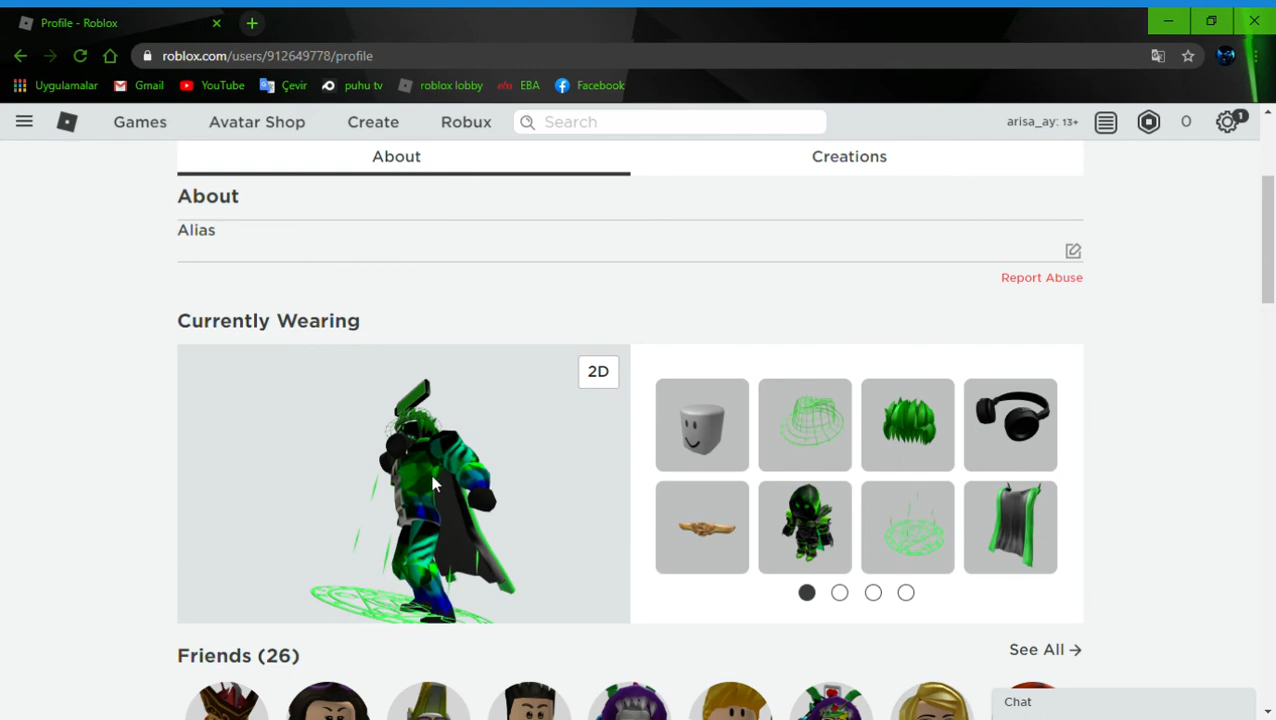 Profile - Roblox
roblox.com/users/912649778/profile
Uygulamalar Gmail YouTube Çevir puhu tv roblox lobby eba EBA Facebook
Games Avatar Shop Create Robux Search arisa_ay: 13+ 0 1
About Creations
About
Alias
Report Abuse
Currently Wearing
2D
Friends (26) See All
Chat